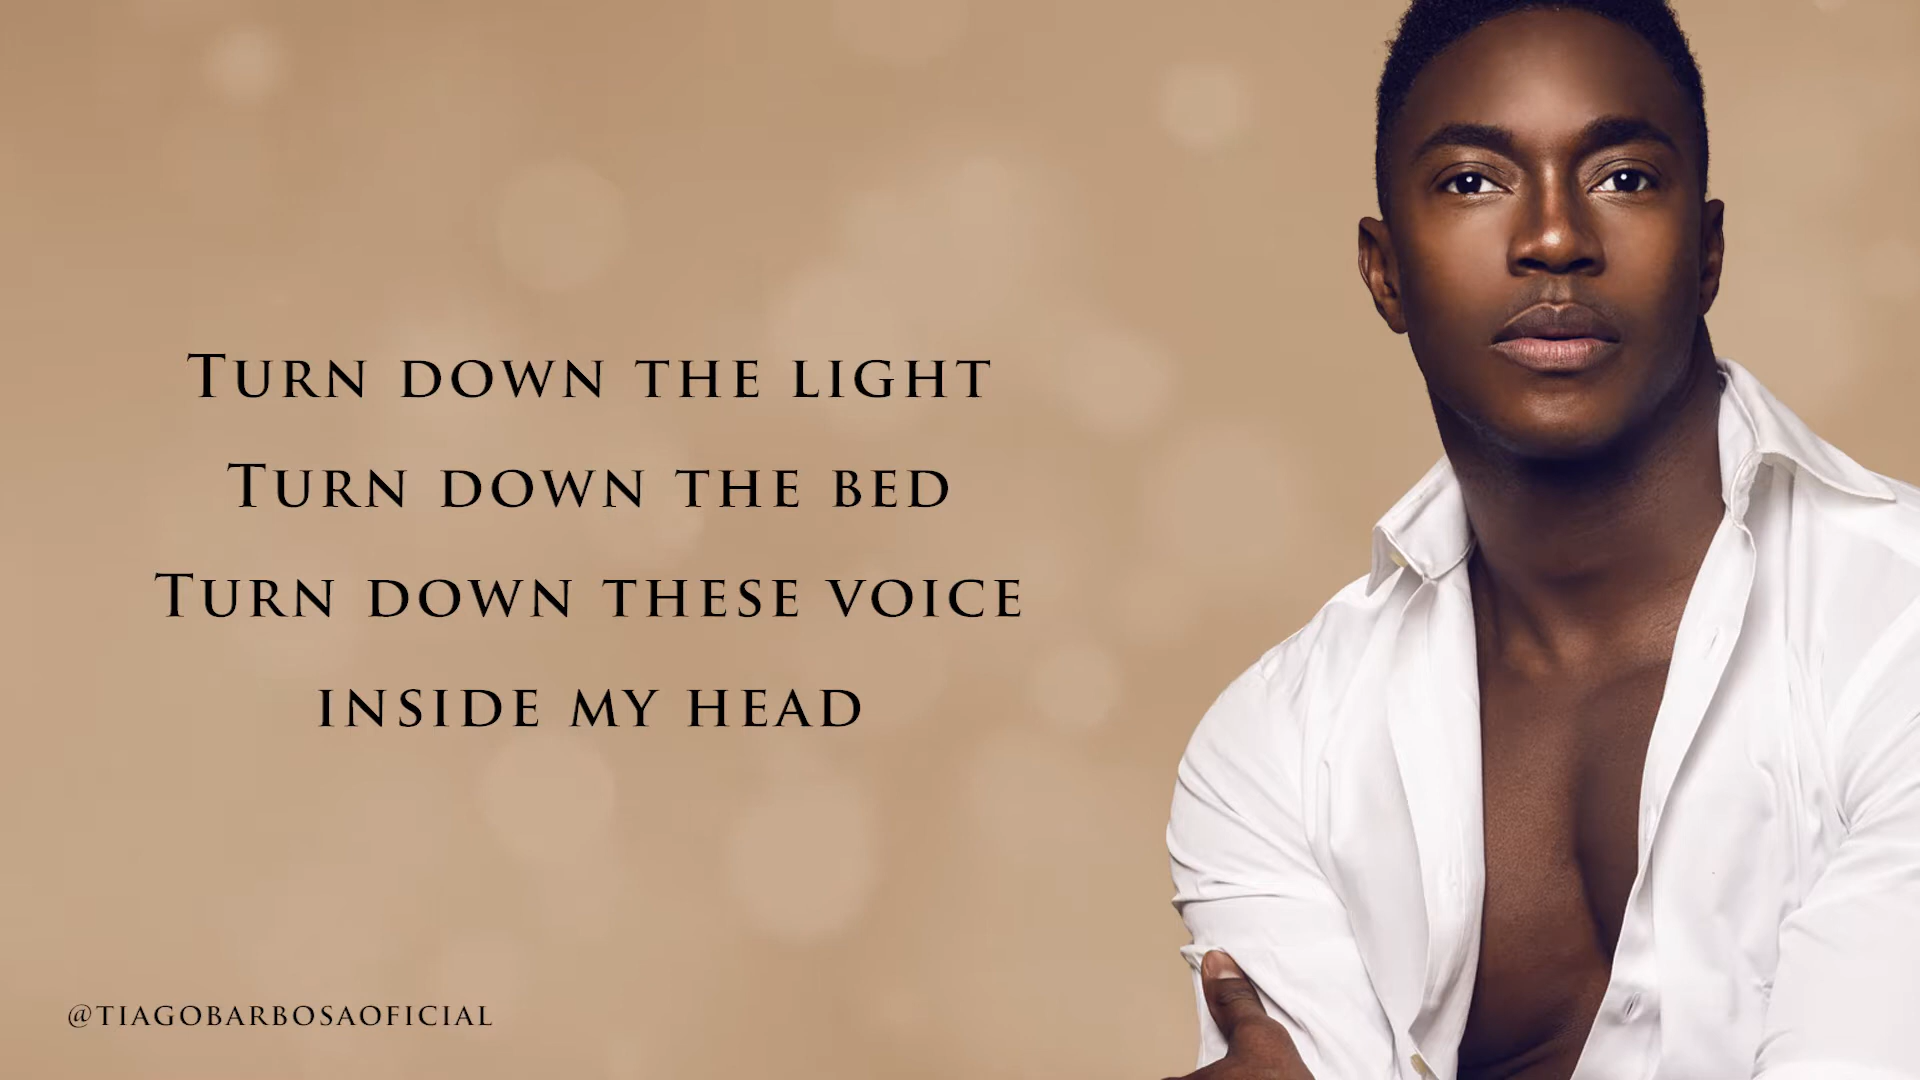 Turn down the light
Turn down the bed
Turn down these voice
inside my head
@tiagobarbosaoficial